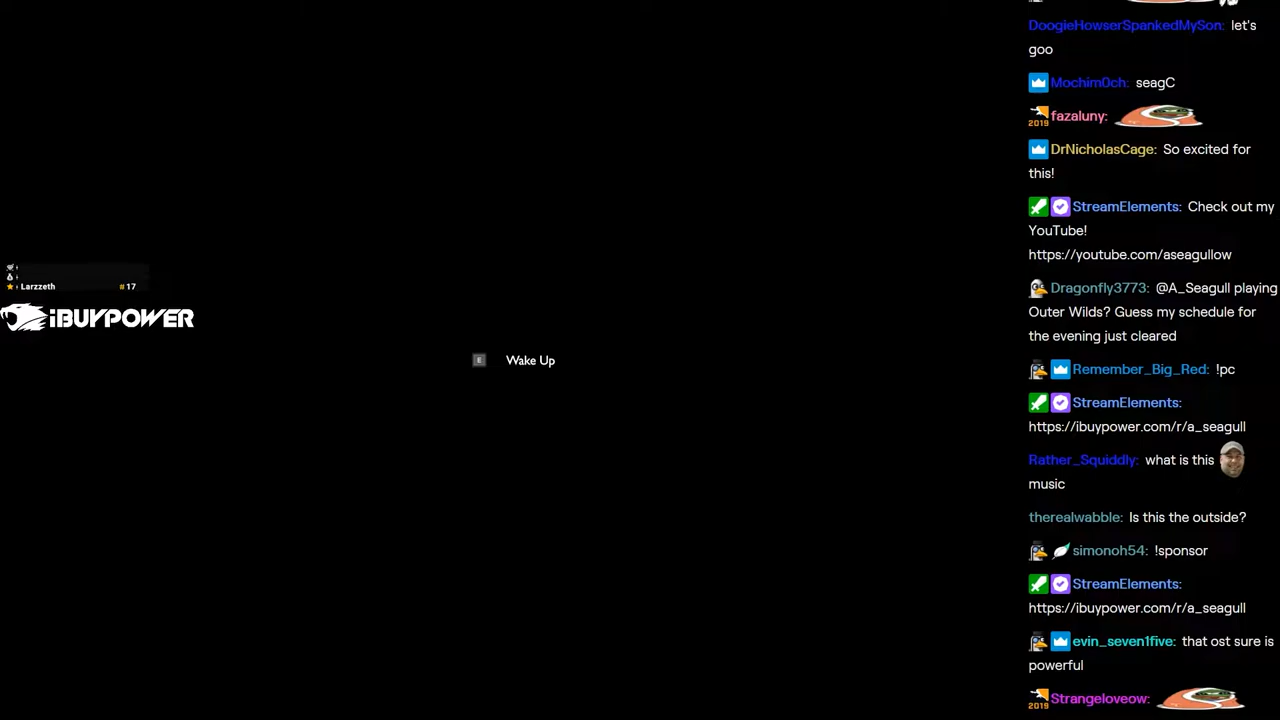 DoogieHowserSpankedMySon: let's
goo
Mochim0ch: seagC
2019 fazaluny:
DrNicholasCage: So excited for
this!
StreamElements: Check out my
YouTube!
https://youtube.com/aseagullow
Larzzeth #17
iBUYPOWER
Dragonfly3773: @A_Seagull playing
Outer Wilds? Guess my schedule for
the evening just cleared
E Wake Up
Remember_Big_Red: !pc
StreamElements:
https://ibuypower.com/r/a_seagull
Rather_Squiddly: what is this
music
therealwabble: Is this the outside?
simonoh54: !sponsor
StreamElements:
https://ibuypower.com/r/a_seagull
evin_seven1five: that ost sure is
powerful
2019 Strangeloveow: